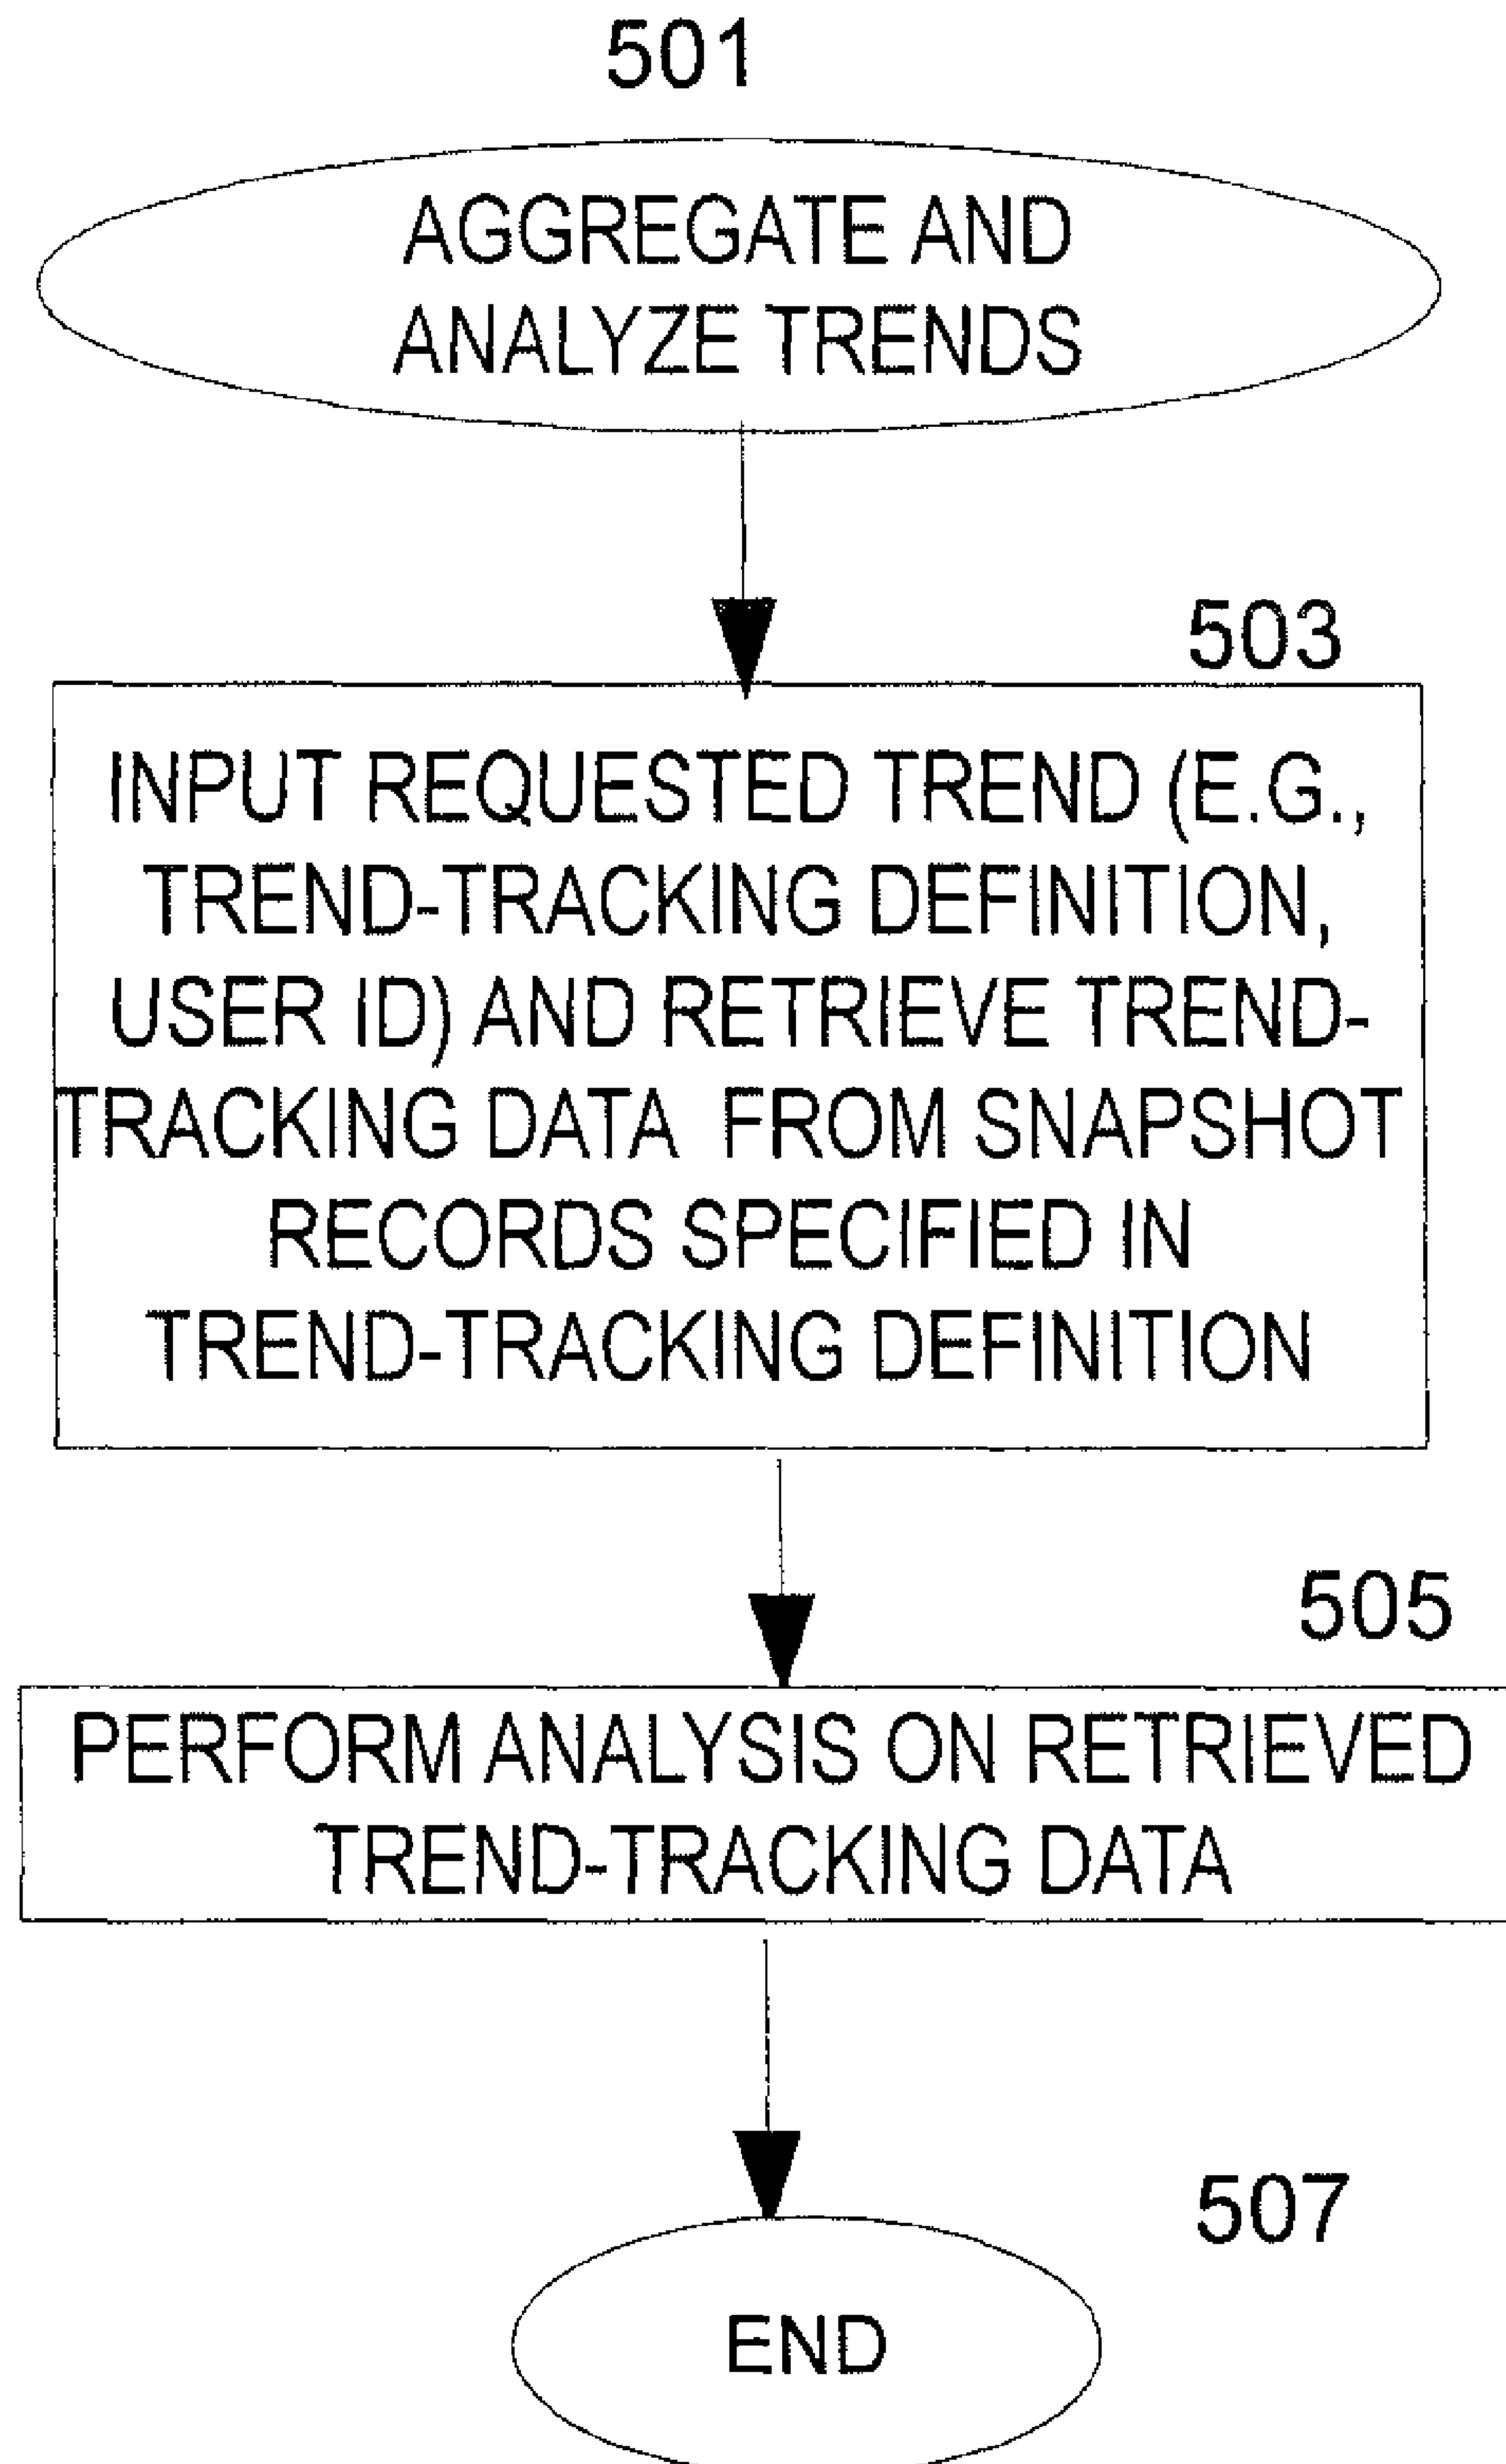 501
AGGREGATE AND
ANALYZE TRENDS
503
INPUT REQUESTED TREND (E.G.,
TREND-TRACKING DEFINITION,
USER ID) AND RETRIEVE TREND-
TRACKING DATA FROM SNAPSHOT
RECORDS SPECIFIED IN
TREND-TRACKING DEFINITION
505
PERFORM ANALYSIS ON RETRIEVED
TREND-TRACKING DATA
507
END